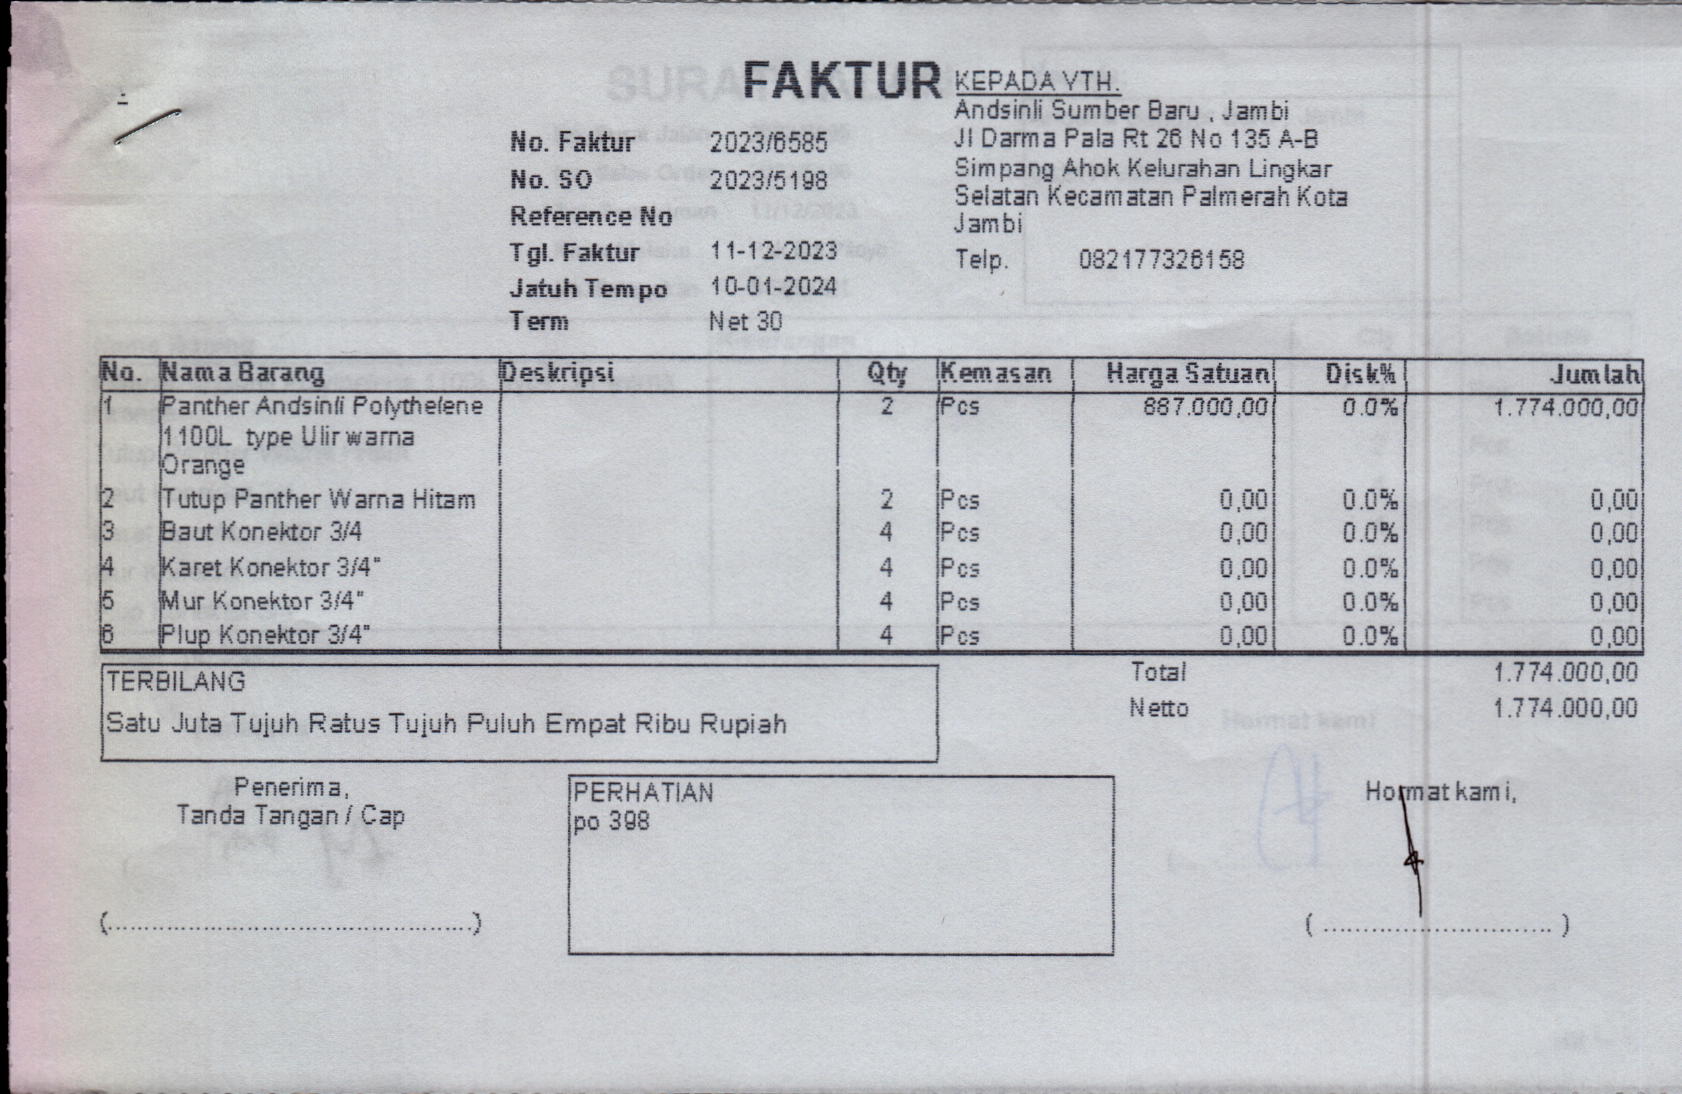 FAKTUR
No. Faktur 2023/6585
No. SO 2023/5198
Reference No
Tgl. Faktur 11-12-2023
Jatuh Tempo 10-01-2024
Term Net 30
KEPADA YTH.
Andsinli Sumber Baru , Jambi
Jl Darma Pala Rt 26 No 135 A-B
Simpang Ahok Kelurahan Lingkar
Selatan Kecamatan Palmerah Kota
Jambi
Telp. 082177326158
No. Nama Barang Deskripsi Qty Kemasan Harga Satuan Disk% Jumlah
1 Panther Andsinli Polythelene 2 Pcs 887.000,00 0.0% 1.774.000,00
1100L type Ulir warna
Orange
2 Tutup Panther Warna Hitam 2 Pcs 0,00 0.0% 0,00
3 Baut Konektor 3/4 4 Pcs 0,00 0.0% 0,00
4 Karet Konektor 3/4" 4 Pcs 0,00 0.0% 0,00
5 Mur Konektor 3/4" 4 Pcs 0,00 0.0% 0,00
6 Plup Konektor 3/4" 4 Pcs 0,00 0.0% 0,00
Total 1.774.000,00
Netto 1.774.000,00
TERBILANG
Satu Juta Tujuh Ratus Tujuh Puluh Empat Ribu Rupiah
Penerima,
Tanda Tangan / Cap
(..................................................)
PERHATIAN
po 398
Hormat kami,
( ............................... )